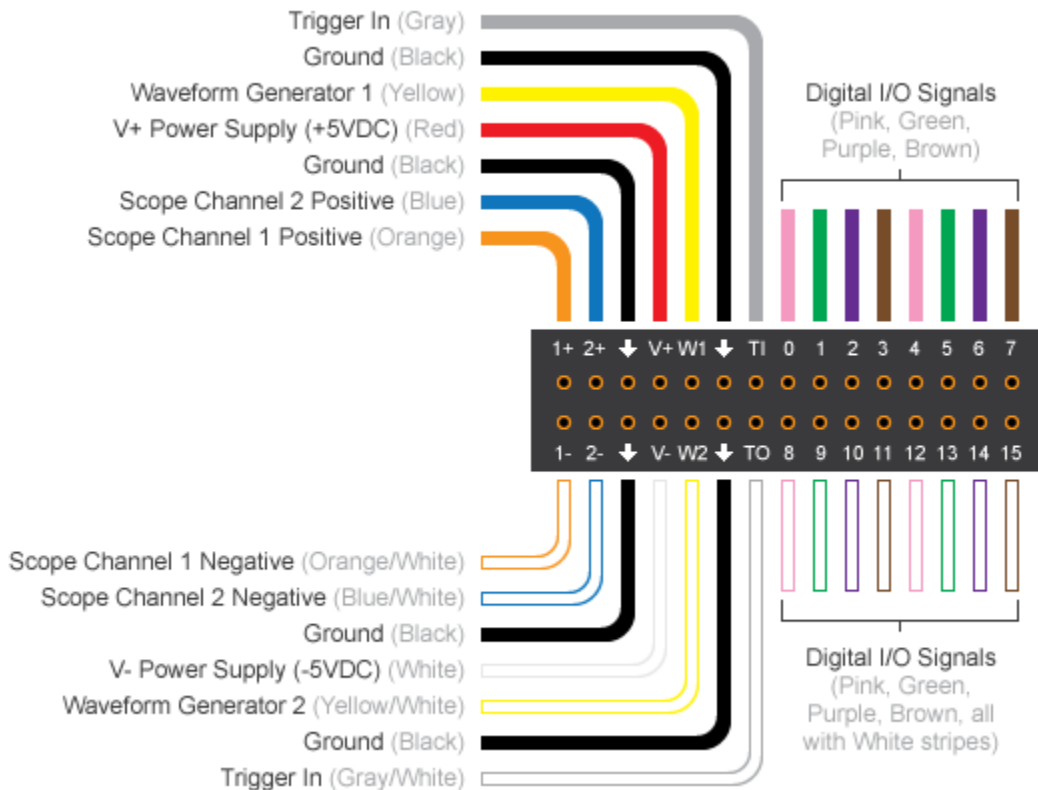 Trigger In (Gray)
Ground (Black)
Waveform Generator 1 (Yellow)
V+ Power Supply (+5VDC) (Red)
Ground (Black)
Scope Channel 2 Positive (Blue)
Scope Channel 1 Positive (Orange)
Digital I/O Signals
(Pink, Green,
Purple, Brown)
1+ 2+ V+ W1 TI 0 1 2 3 4 5 6 7
1- 2- V- W2 TO 8 9 10 11 12 13 14 15
Scope Channel 1 Negative (Orange/White)
Scope Channel 2 Negative (Blue/White)
Ground (Black)
V- Power Supply (-5VDC) (White)
Waveform Generator 2 (Yellow/White)
Ground (Black)
Trigger In (Gray/White)
Digital I/O Signals
(Pink, Green,
Purple, Brown, all
with White stripes)